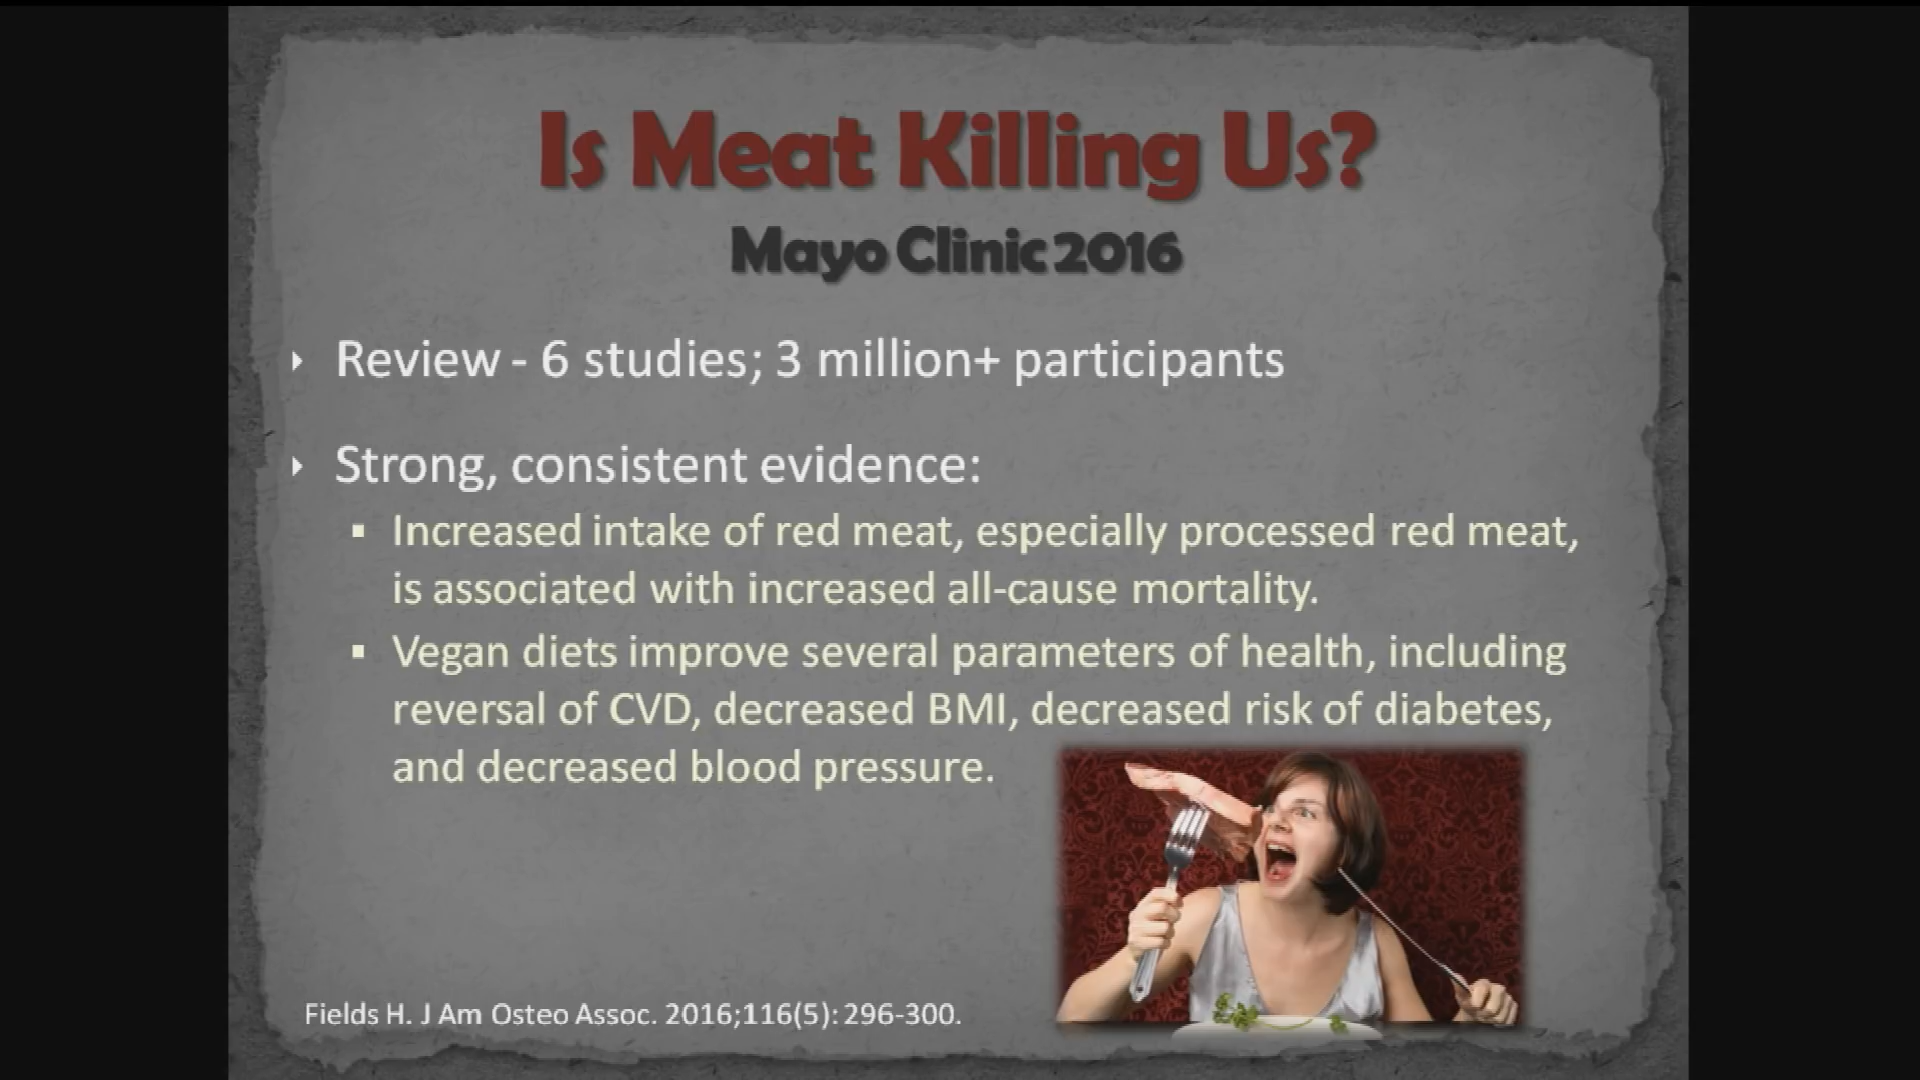 Is Meat Killing Us?
Mayo Clinic 2016
Review - 6 studies; 3 million+ participants
Strong, consistent evidence:
Increased intake of red meat, especially processed red meat,
is associated with increased all-cause mortality.
Vegan diets improve several parameters of health, including
reversal of CVD, decreased BMI, decreased risk of diabetes,
and decreased blood pressure.
Fields H. J Am Osteo Assoc. 2016;116(5): 296-300.